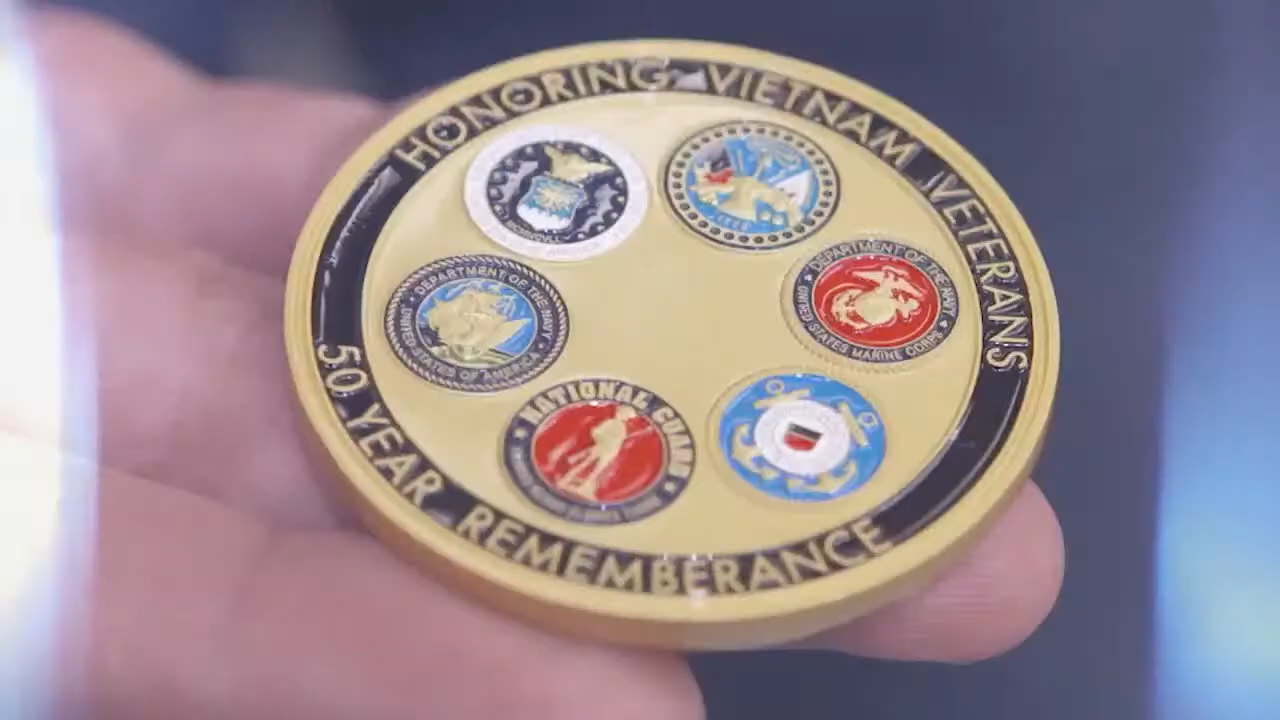 HONORING VIETNAM VETERANS
DEPARTMENT OF THE NAVY
UNITED STATES MARINE CORPS
DEPARTMENT OF THE NAVY
UNITED STATES OF AMERICA
NATIONAL GUARD
50 YEAR REMEMBERANCE